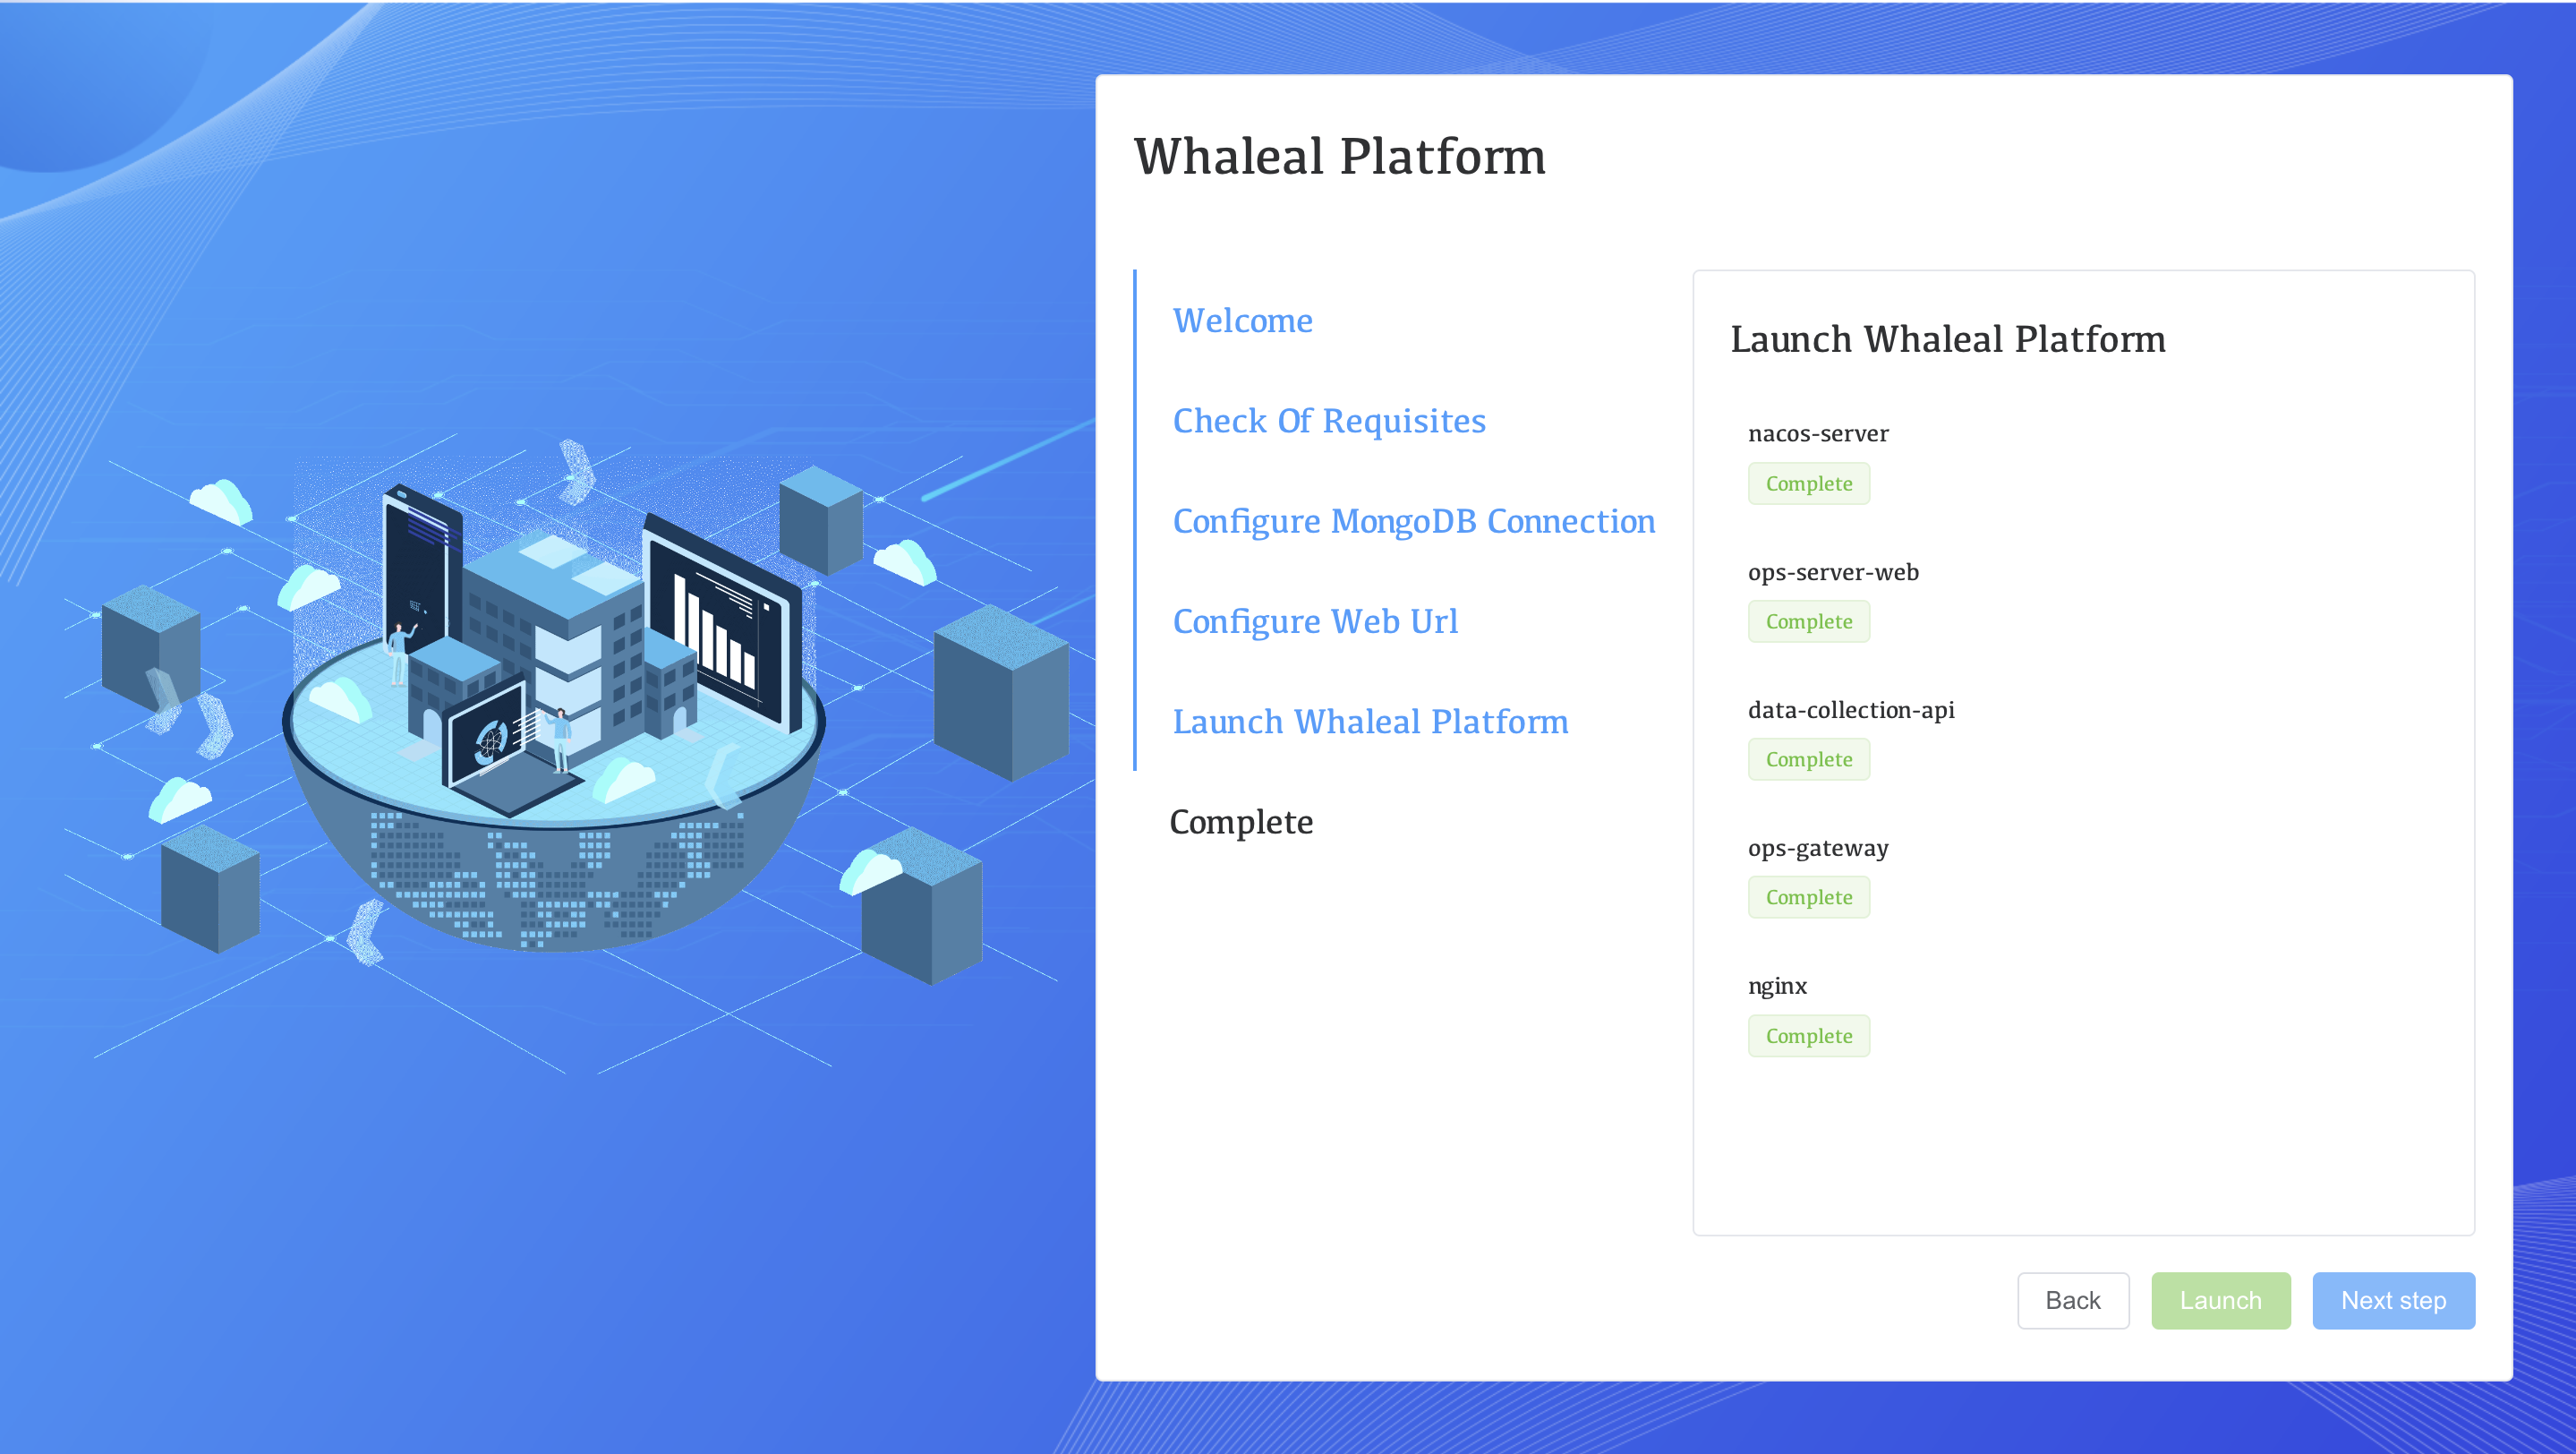 Whaleal Platform
Welcome
Check Of Requisites
Configure MongoDB Connection
Configure Web Url
Launch Whaleal Platform
Complete
Launch Whaleal Platform
nacos-server
Complete
ops-server-web
Complete
data-collection-api
Complete
ops-gateway
Complete
nginx
Complete
Back
Launch
Next step